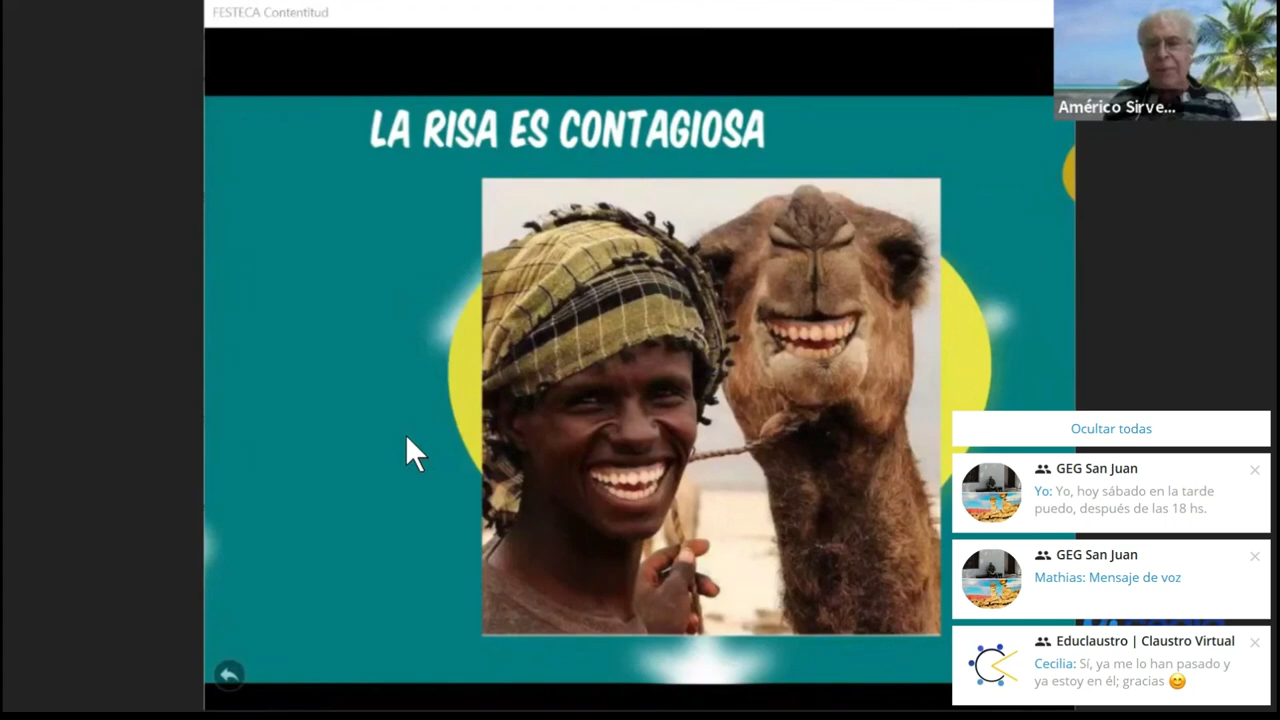 FESTECA Contentitud
Américo Sirve...
LA RISA ES CONTAGIOSA
Ocultar todas
GEG San Juan
Yo: Yo, hoy sábado en la tarde
puedo, después de las 18 hs.
GEG San Juan
Mathias: Mensaje de voz
Educlaustro | Claustro Virtual
Cecilia: Sí, ya me lo han pasado y
ya estoy en él; gracias 😊